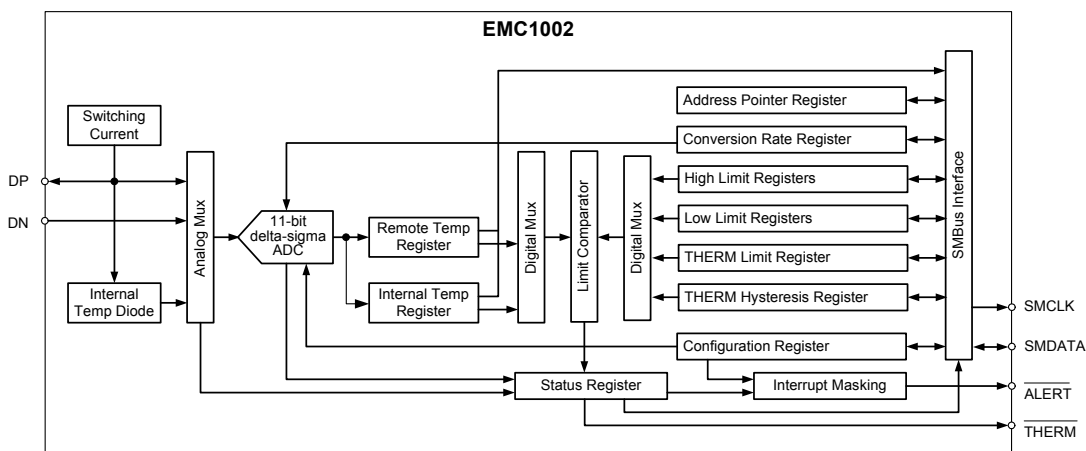 EMC1002
Switching
Current
DP
DN
Internal
Temp Diode
Analog Mux
11-bit
delta-sigma
ADC
Remote Temp
Register
Internal Temp
Register
Digital Mux
Limit Comparator
Digital Mux
Address Pointer Register
Conversion Rate Register
High Limit Registers
Low Limit Registers
THERM Limit Register
THERM Hysteresis Register
Configuration Register
Status Register
Interrupt Masking
SMBus Interface
SMCLK
SMDATA
ALERT
THERM